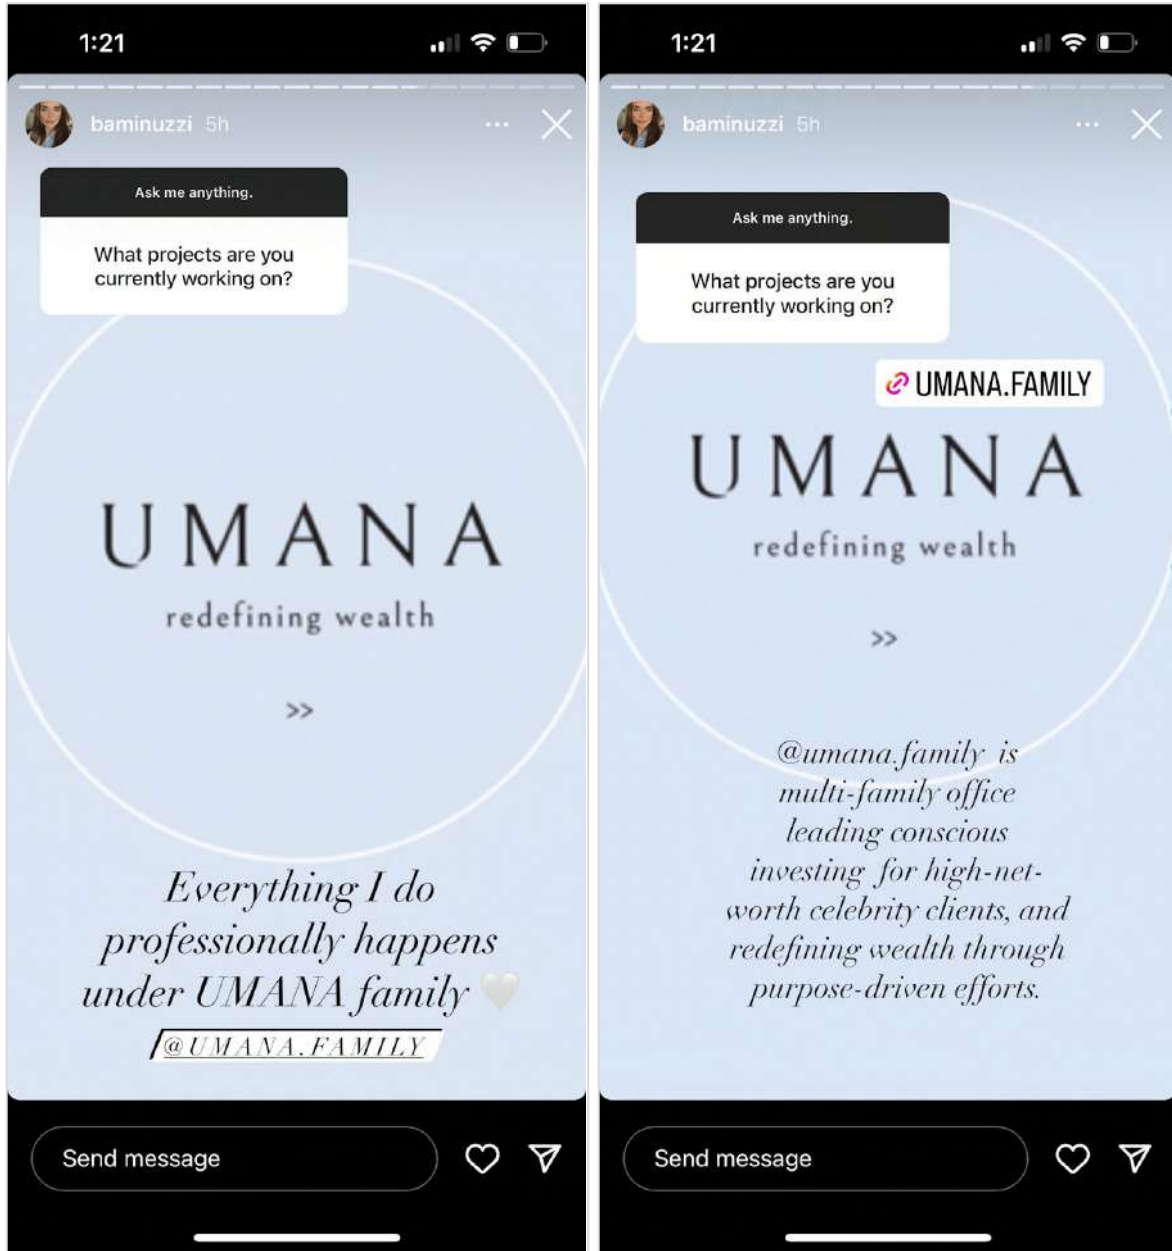 1:21
baminuzzi 5h
Ask me anything.
What projects are you
currently working on?
UMANA
redefining wealth
>>
Everything I do
professionally happens
under UMANA family 🤍
@UMANA.FAMILY
Send message
1:21
baminuzzi 5h
Ask me anything.
What projects are you
currently working on?
UMANA.FAMILY
UMANA
redefining wealth
>>
@umana.family is
multi-family office
leading conscious
investing for high-net-
worth celebrity clients, and
redefining wealth through
purpose-driven efforts.
Send message